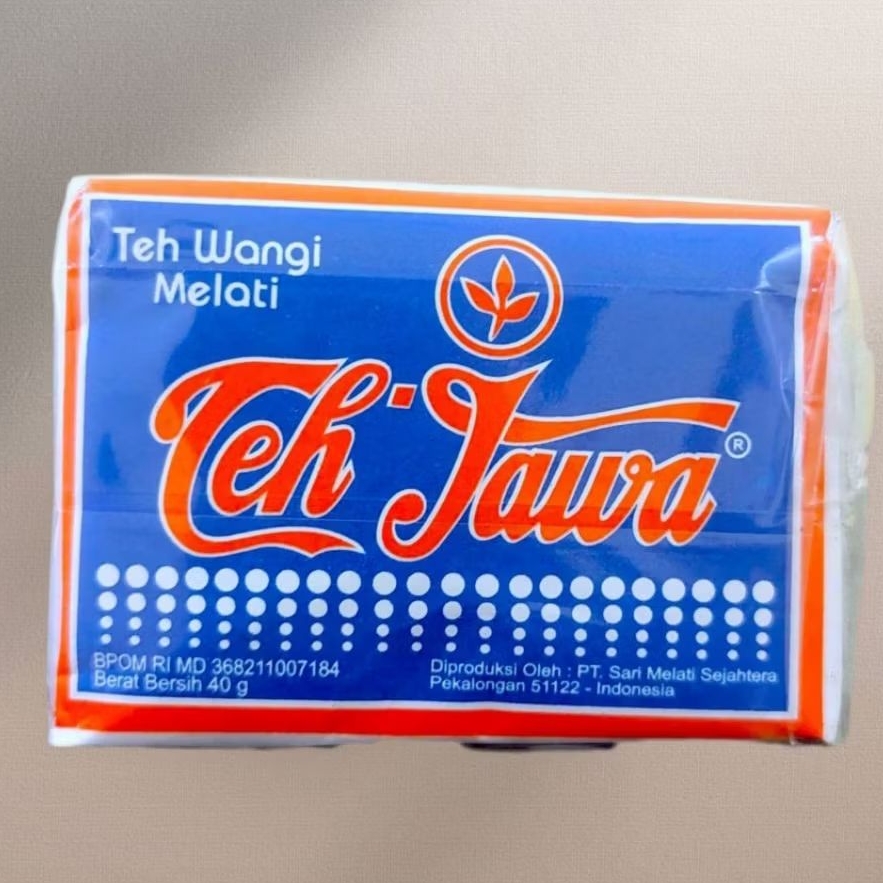 Teh Wangi
Melati
Teh Jawa ®
BPOM RI MD 368211007184
Berat Bersih 40 g
Diproduksi Oleh : PT. Sari Melati Sejahtera
Pekalongan 51122 - Indonesia